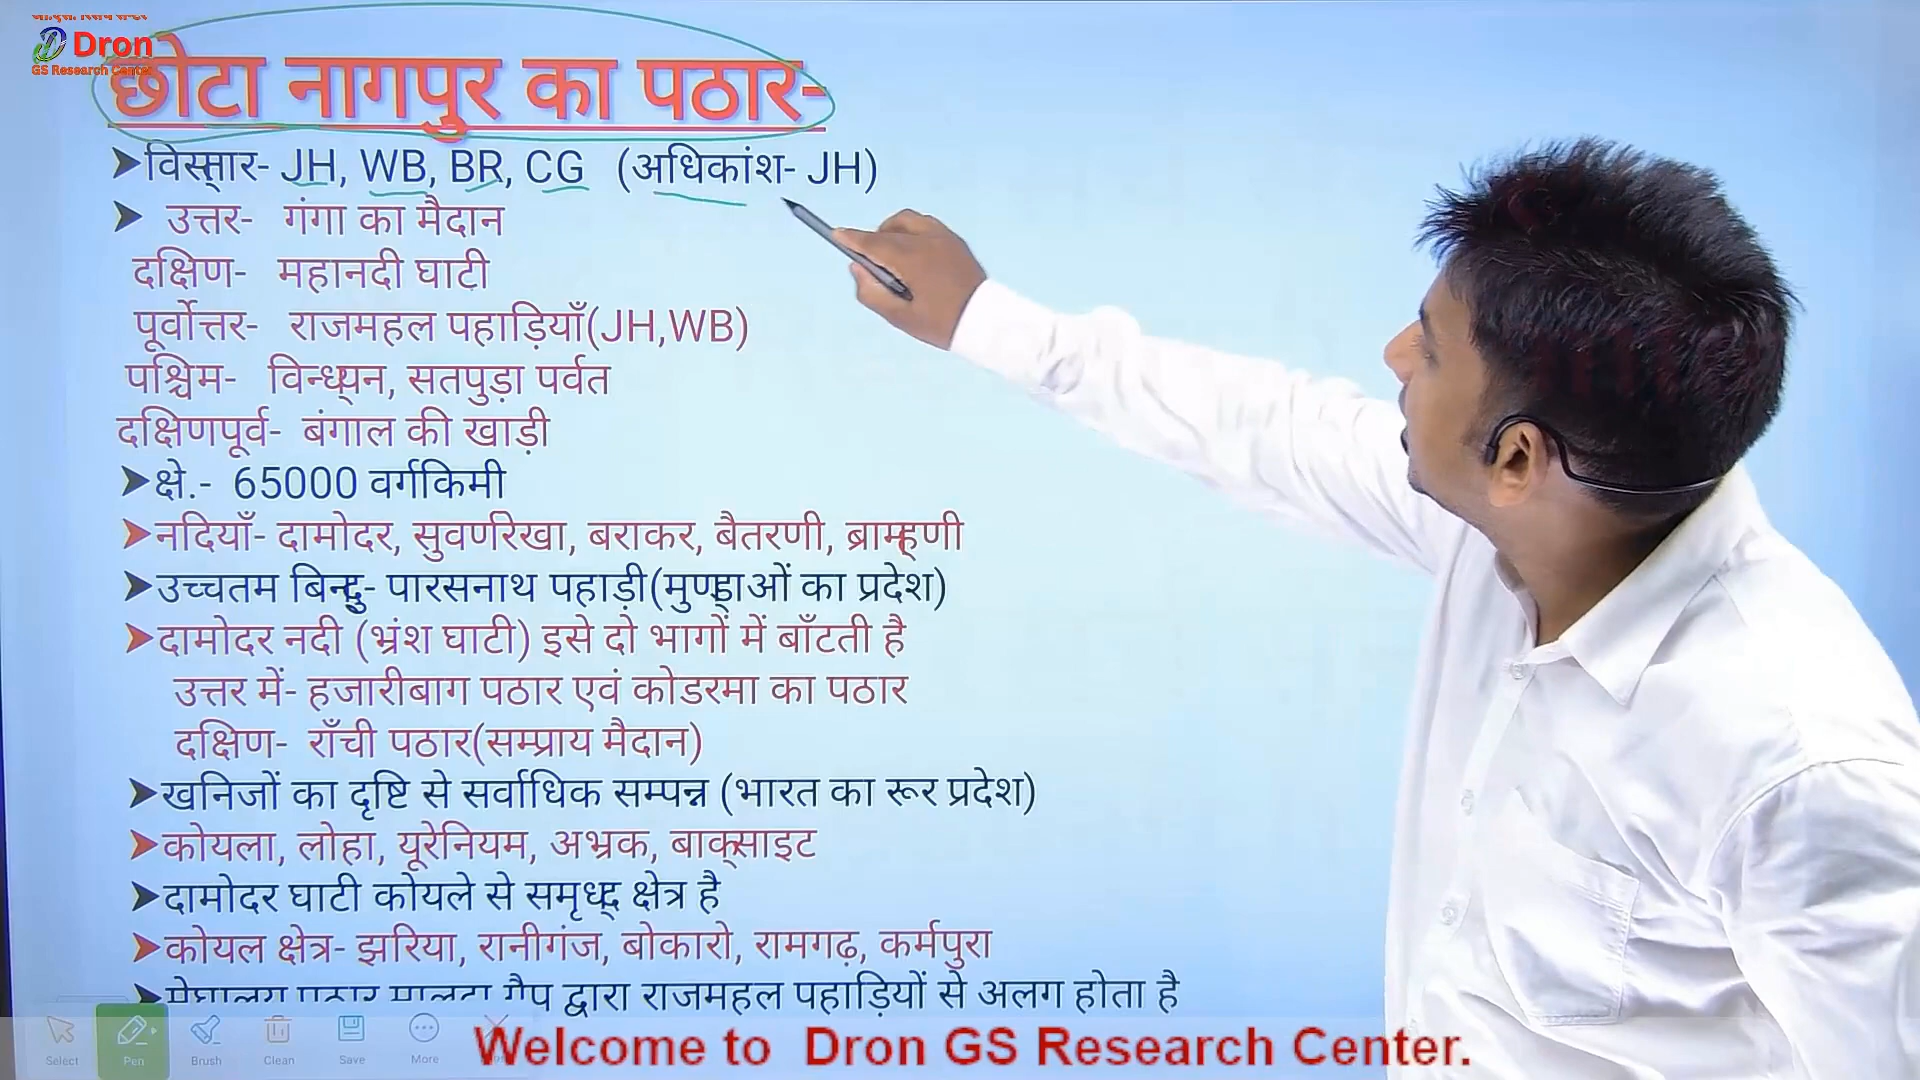 Dron
GS Research Center
छोटा नागपुर का पठार-
➤विस्तार- JH, WB, BR, CG (अधिकांश- JH)
➤ उत्तर- गंगा का मैदान
दक्षिण- महानदी घाटी
पूर्वोत्तर- राजमहल पहाड़ियाँ(JH,WB)
पश्चिम- विन्ध्यन, सतपुड़ा पर्वत
दक्षिणपूर्व- बंगाल की खाड़ी
➤क्षे.- 65000 वर्गकिमी
➤नदियाँ- दामोदर, सुवर्णरेखा, बराकर, बैतरणी, ब्राम्हणी
➤उच्चतम बिन्दु- पारसनाथ पहाड़ी(मुण्डाओं का प्रदेश)
➤दामोदर नदी (भ्रंश घाटी) इसे दो भागों में बाँटती है
उत्तर में- हजारीबाग पठार एवं कोडरमा का पठार
दक्षिण- राँची पठार(सम्प्राय मैदान)
➤खनिजों का दृष्टि से सर्वाधिक सम्पन्न (भारत का रूर प्रदेश)
➤कोयला, लोहा, यूरेनियम, अभ्रक, बाक्साइट
➤दामोदर घाटी कोयले से समृध्द क्षेत्र है
➤कोयल क्षेत्र- झरिया, रानीगंज, बोकारो, रामगढ़, कर्मपुरा
➤मेघालय पठार मालदा गैप द्वारा राजमहल पहाड़ियों से अलग होता है
Select Pen Brush Clean Save More
Welcome to Dron GS Research Center.